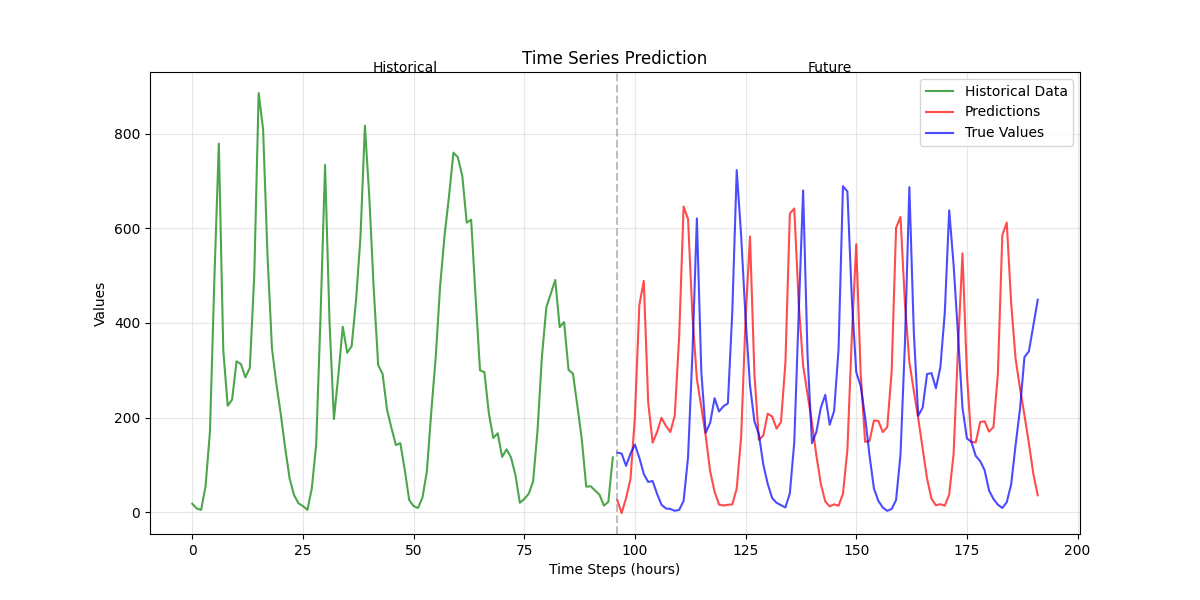 Time Series Prediction
Historical
Future
Historical Data
Predictions
True Values
Values
800
600
400
200
0
0 25 50 75 100 125 150 175 200
Time Steps (hours)